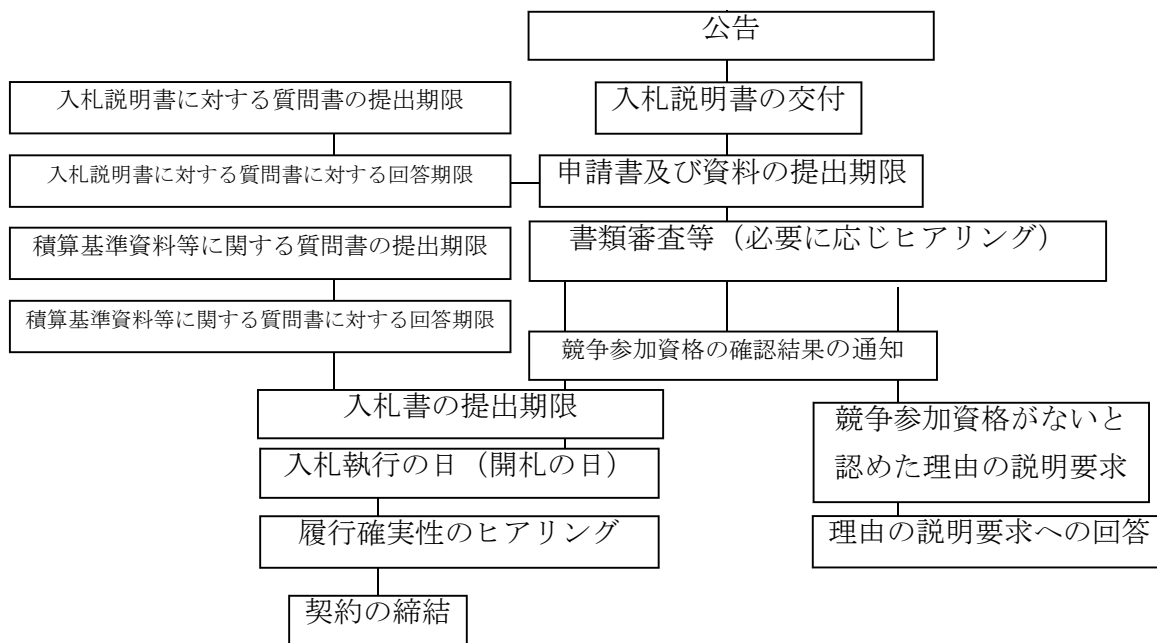 公告
入札説明書に対する質問書の提出期限
入札説明書の交付
入札説明書に対する質問書に対する回答期限
申請書及び資料の提出期限
積算基準資料等に関する質問書の提出期限
書類審査等（必要に応じヒアリング）
積算基準資料等に関する質問書に対する回答期限
競争参加資格の確認結果の通知
入札書の提出期限
競争参加資格がないと
認めた理由の説明要求
入札執行の日（開札の日）
履行確実性のヒアリング
理由の説明要求への回答
契約の締結